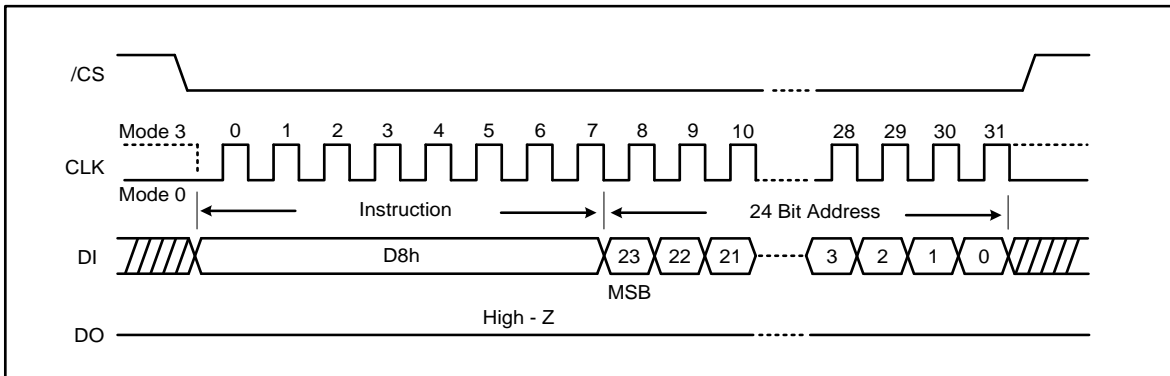 /CS
Mode 3 0 1 2 3 4 5 6 7 8 9 10 28 29 30 31
CLK
Mode 0
Instruction 24 Bit Address
DI D8h 23 22 21 3 2 1 0
MSB
High - Z
DO